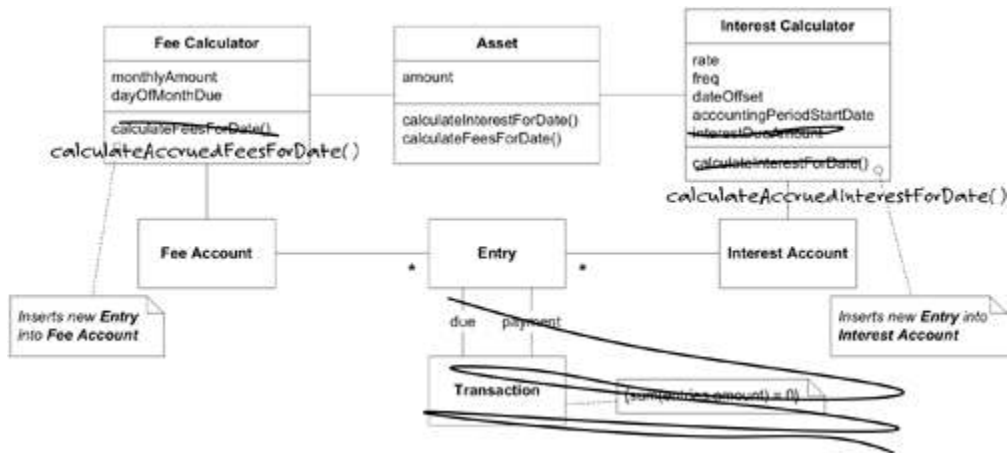 Fee Calculator
monthlyAmount
dayOfMonthDue
calculateFeesForDate()
calculateAccruedFeesForDate()
Asset
amount
calculateInterestForDate()
calculateFeesForDate()
Interest Calculator
rate
freq
dateOffset
accountingPeriodStartDate
interestDueAmount
calculateInterestForDate()
calculateAccruedInterestForDate()
Fee Account
*
Entry
*
Interest Account
Inserts new Entry
into Fee Account
due
payment
Inserts new Entry into
Interest Account
Transaction
{sum(entries.amount) = 0}